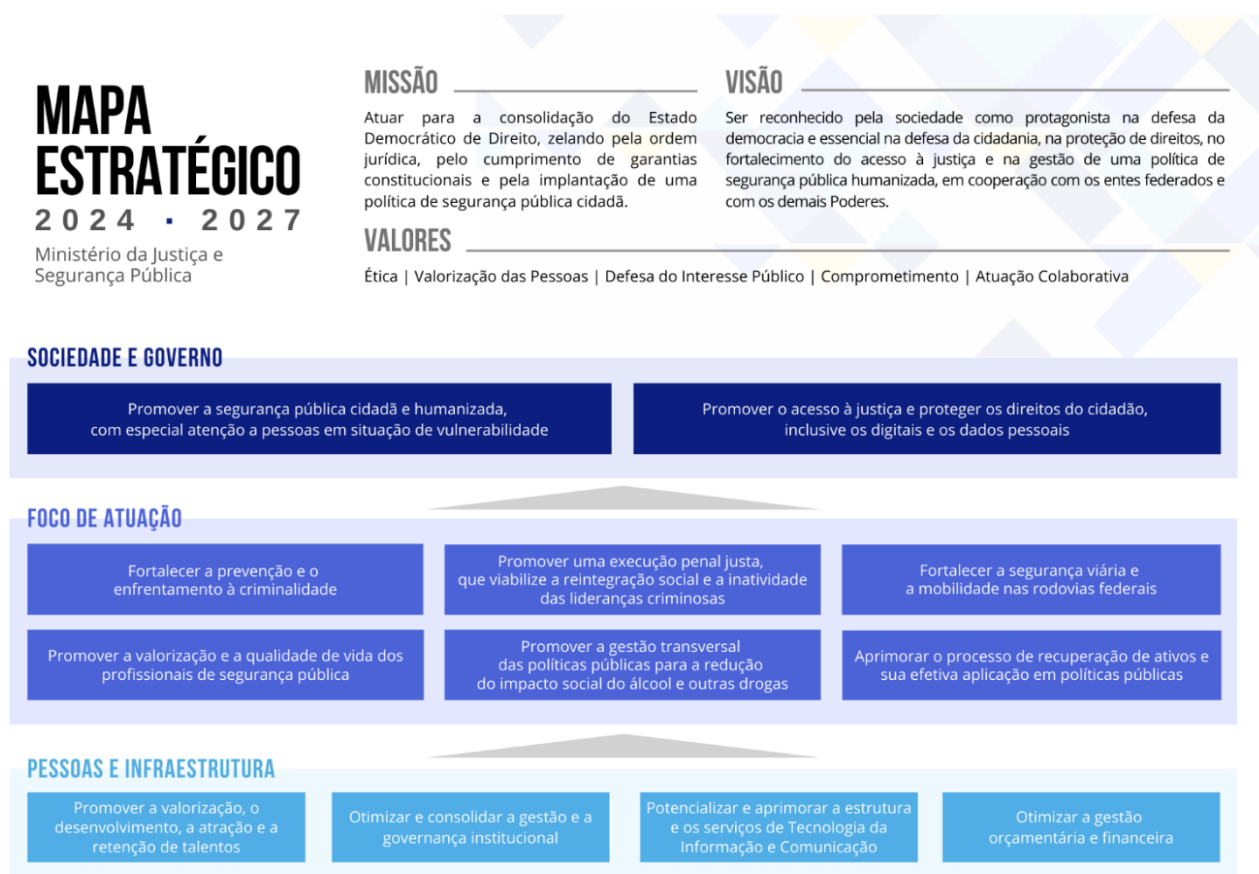 MAPA
ESTRATÉGICO
2024 · 2027
Ministério da Justiça e
Segurança Pública
MISSÃO
Atuar para a consolidação do Estado
Democrático de Direito, zelando pela ordem
jurídica, pelo cumprimento de garantias
constitucionais e pela implantação de uma
política de segurança pública cidadã.
VISÃO
Ser reconhecido pela sociedade como protagonista na defesa da
democracia e essencial na defesa da cidadania, na proteção de direitos, no
fortalecimento do acesso à justiça e na gestão de uma política de
segurança pública humanizada, em cooperação com os entes federados e
com os demais Poderes.
VALORES
Ética | Valorização das Pessoas | Defesa do Interesse Público | Comprometimento | Atuação Colaborativa
SOCIEDADE E GOVERNO
Promover a segurança pública cidadã e humanizada,
com especial atenção a pessoas em situação de vulnerabilidade
Promover o acesso à justiça e proteger os direitos do cidadão,
inclusive os digitais e os dados pessoais
FOCO DE ATUAÇÃO
Fortalecer a prevenção e o
enfrentamento à criminalidade
Promover uma execução penal justa,
que viabilize a reintegração social e a inatividade
das lideranças criminosas
Fortalecer a segurança viária e
a mobilidade nas rodovias federais
Promover a valorização e a qualidade de vida dos
profissionais de segurança pública
Promover a gestão transversal
das políticas públicas para a redução
do impacto social do álcool e outras drogas
Aprimorar o processo de recuperação de ativos e
sua efetiva aplicação em políticas públicas
PESSOAS E INFRAESTRUTURA
Promover a valorização, o
desenvolvimento, a atração e a
retenção de talentos
Otimizar e consolidar a gestão e a
governança institucional
Potencializar e aprimorar a estrutura
e os serviços de Tecnologia da
Informação e Comunicação
Otimizar a gestão
orçamentária e financeira